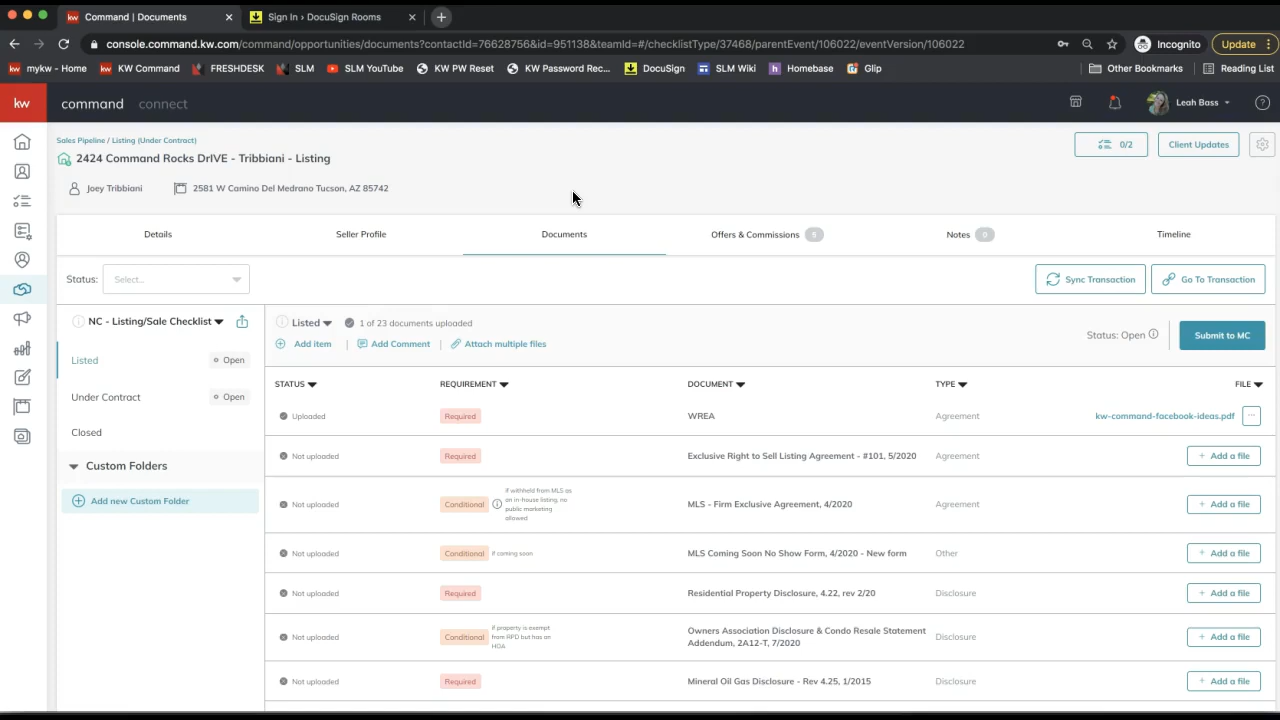 Command | Documents
Sign In › DocuSign Rooms
console.command.kw.com/command/opportunities/documents?contactId=76628756&id=951138&teamId=#/checklistType/37468/parentEvent/106022/eventVersion/106022
Incognito
Update
mykw - Home
KW Command
FRESHDESK
SLM
SLM YouTube
KW PW Reset
KW Password Rec...
DocuSign
SLM Wiki
Homebase
Glip
Other Bookmarks
Reading List
kw
command
connect
Leah Bass
Sales Pipeline / Listing (Under Contract)
2424 Command Rocks DrIVE - Tribbiani - Listing
0/2
Client Updates
Joey Tribbiani
2581 W Camino Del Medrano Tucson, AZ 85742
Details
Seller Profile
Documents
Offers & Commissions 5
Notes 0
Timeline
Status:
Select...
Sync Transaction
Go To Transaction
NC - Listing/Sale Checklist
Listed
Open
Under Contract
Open
Closed
Custom Folders
Add new Custom Folder
Listed
1 of 23 documents uploaded
Add item
Add Comment
Attach multiple files
Status: Open
Submit to MC
STATUS
REQUIREMENT
DOCUMENT
TYPE
FILE
Uploaded
Required
WREA
Agreement
kw-command-facebook-ideas.pdf
Not uploaded
Required
Exclusive Right to Sell Listing Agreement - #101, 5/2020
Agreement
+ Add a file
Not uploaded
Conditional
if withheld from MLS as
an in-house listing, no
public marketing
allowed
MLS - Firm Exclusive Agreement, 4/2020
Agreement
+ Add a file
Not uploaded
Conditional
if coming soon
MLS Coming Soon No Show Form, 4/2020 - New form
Other
+ Add a file
Not uploaded
Required
Residential Property Disclosure, 4.22, rev 2/20
Disclosure
+ Add a file
Not uploaded
Conditional
if property is exempt
from RPD but has an
HOA
Owners Association Disclosure & Condo Resale Statement
Addendum, 2A12-T, 7/2020
Disclosure
+ Add a file
Not uploaded
Required
Mineral Oil Gas Disclosure - Rev 4.25, 1/2015
Disclosure
+ Add a file